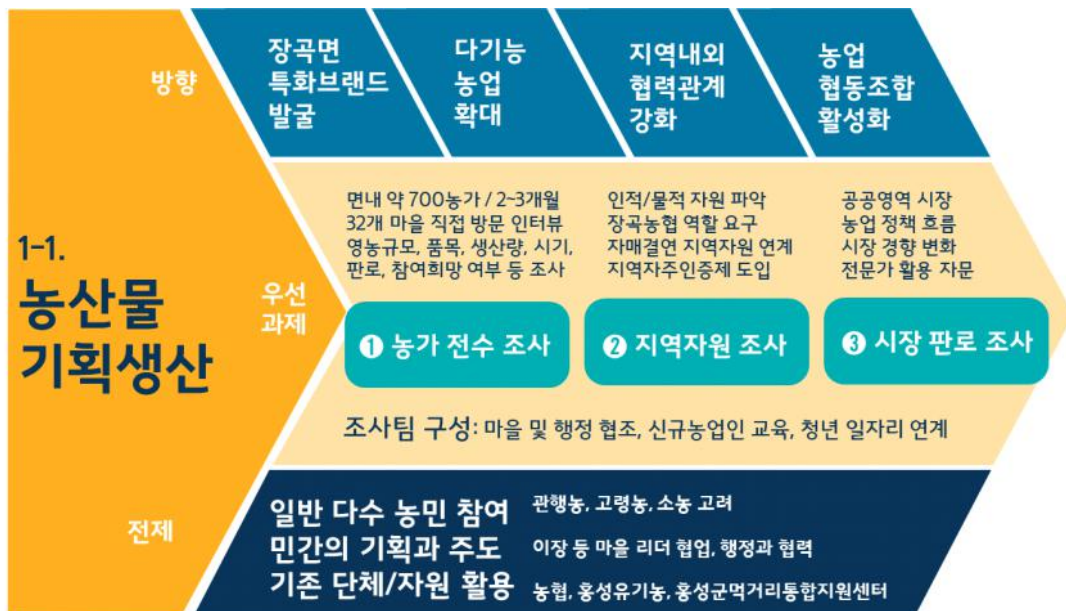 방향
장곡면
특화브랜드
발굴
다기능
농업
확대
지역내외
협력관계
강화
농업
협동조합
활성화
1-1.
농산물
기획생산
우선
과제
면내 약 700농가 / 2~3개월
32개 마을 직접 방문 인터뷰
영농규모, 품목, 생산량, 시기,
판로, 참여희망 여부 등 조사
❶ 농가 전수 조사
인적/물적 자원 파악
장곡농협 역할 요구
자매결연 지역자원 연계
지역자주인증제 도입
❷ 지역자원 조사
공공영역 시장
농업 정책 흐름
시장 경향 변화
전문가 활용 자문
❸ 시장 판로 조사
조사팀 구성: 마을 및 행정 협조, 신규농업인 교육, 청년 일자리 연계
전제
일반 다수 농민 참여
관행농, 고령농, 소농 고려
민간의 기획과 주도
이장 등 마을 리더 협업, 행정과 협력
기존 단체/자원 활용
농협, 홍성유기농, 홍성군먹거리통합지원센터